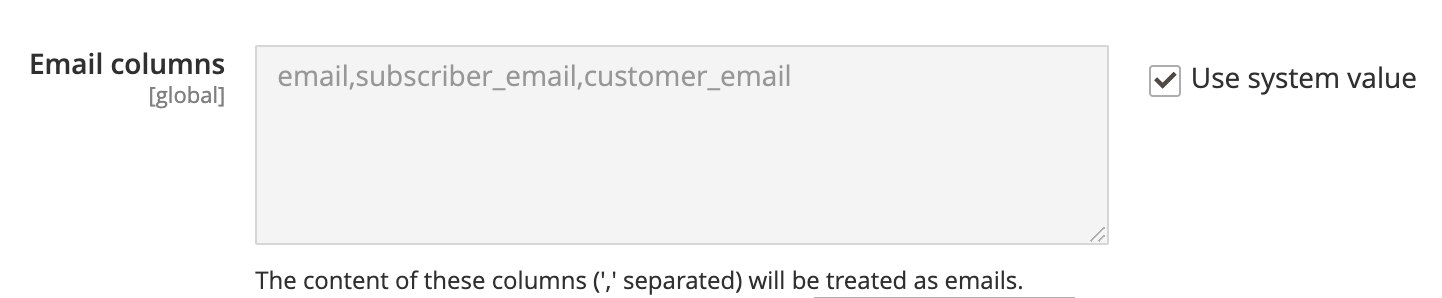 Email columns
[global]
email,subscriber_email,customer_email
Use system value
The content of these columns (',' separated) will be treated as emails.